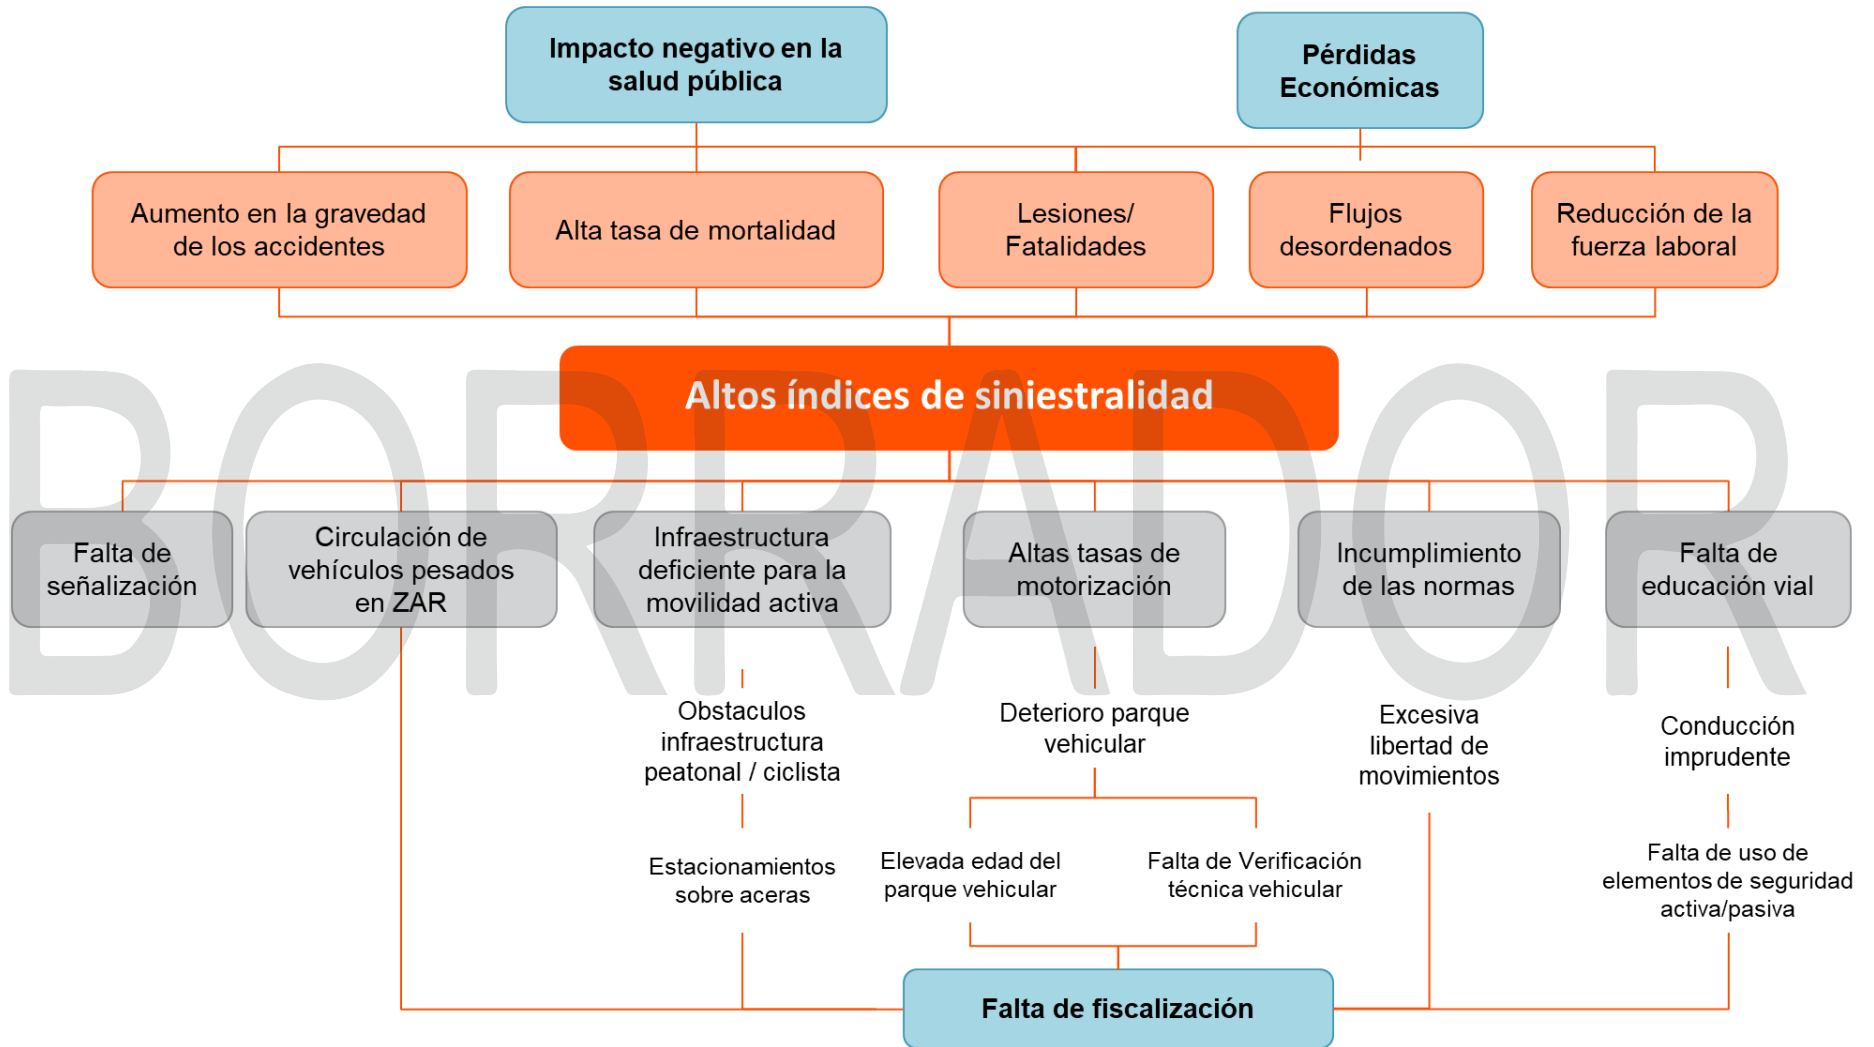 Impacto negativo en la
salud pública
Pérdidas
Económicas
Aumento en la gravedad
de los accidentes
Alta tasa de mortalidad
Lesiones/
Fatalidades
Flujos
desordenados
Reducción de la
fuerza laboral
Altos índices de siniestralidad
BORRADOR
Falta de
señalización
Circulación de
vehículos pesados
en ZAR
Infraestructura
deficiente para la
movilidad activa
Altas tasas de
motorización
Incumplimiento
de las normas
Falta de
educación vial
Obstaculos
infraestructura
peatonal / ciclista
Deterioro parque
vehicular
Excesiva
libertad de
movimientos
Conducción
imprudente
Estacionamientos
sobre aceras
Elevada edad del
parque vehicular
Falta de Verificación
técnica vehicular
Falta de uso de
elementos de seguridad
activa/pasiva
Falta de fiscalización